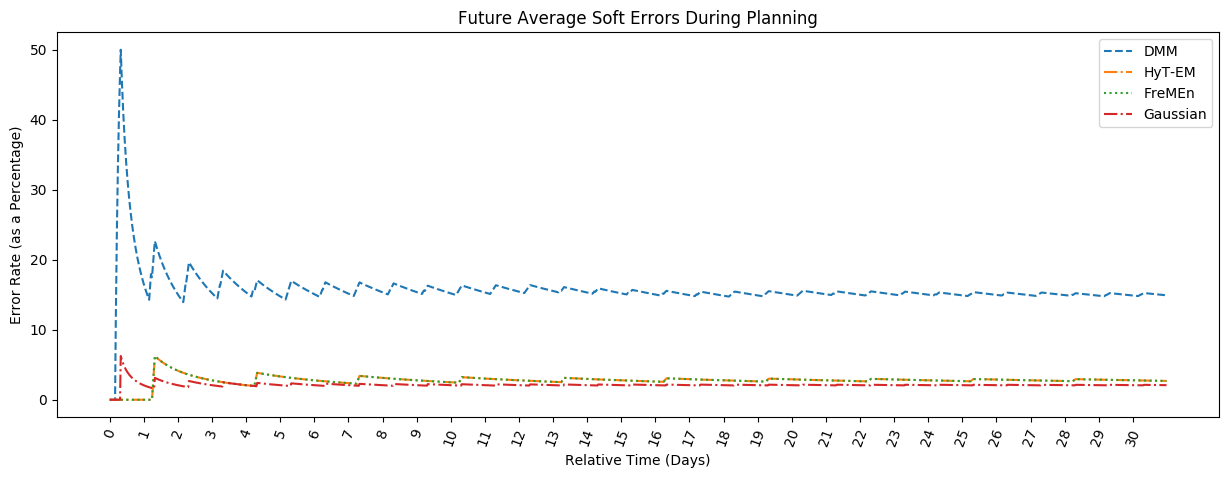 Future Average Soft Errors During Planning
Error Rate (as a Percentage)
50
40
30
20
10
0
DMM
HyT-EM
FreMEn
Gaussian
0 1 2 3 4 5 6 7 8 9 10 11 12 13 14 15 16 17 18 19 20 21 22 23 24 25 26 27 28 29 30
Relative Time (Days)